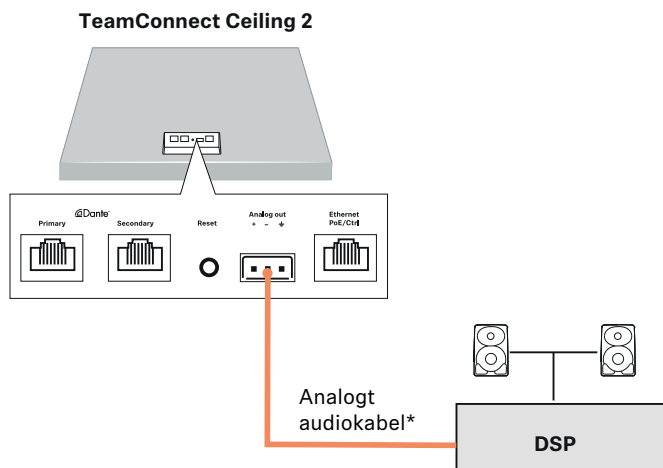 TeamConnect Ceiling 2
Dante
Primary
Secondary
Reset
Analog out
+ - ⏚
Ethernet
PoE/Ctrl
Analogt
audiokabel*
DSP